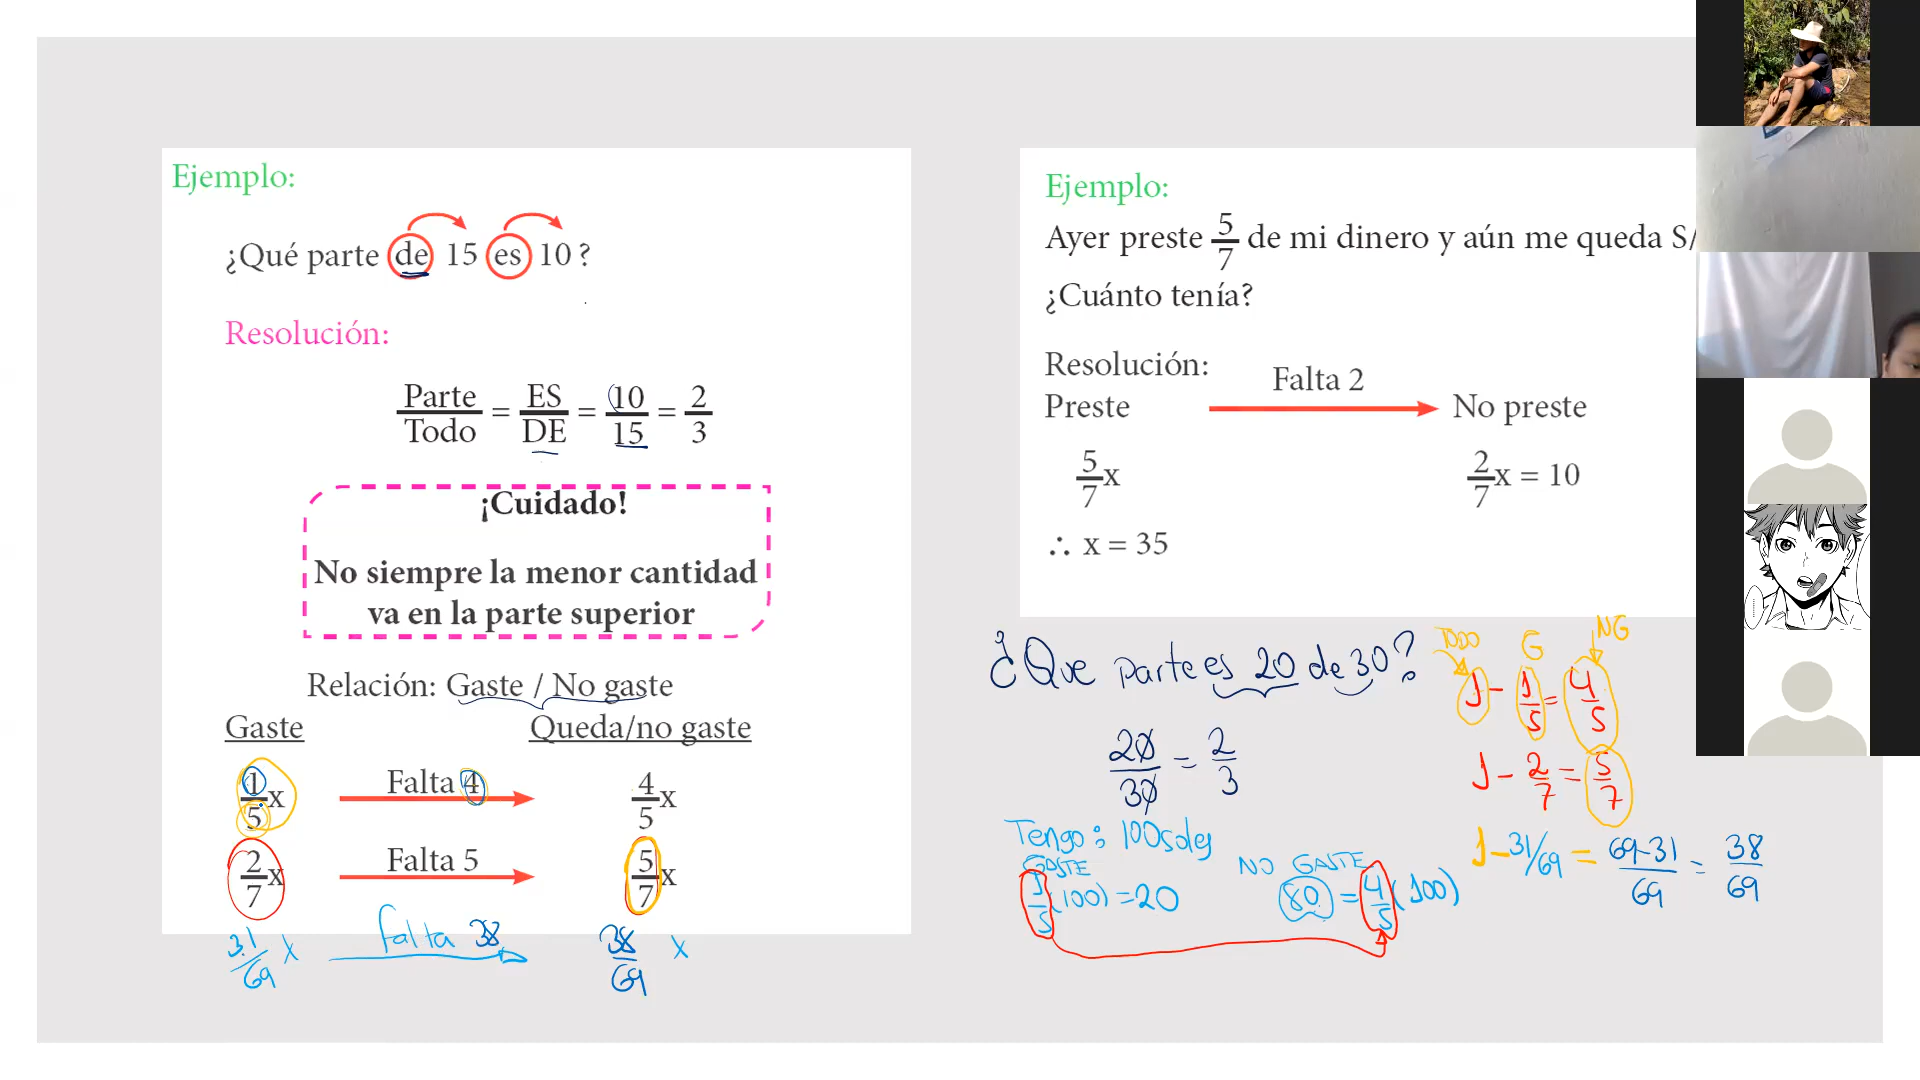 Ejemplo:
¿Qué parte de 15 es 10 ?
Resolución:
Parte/Todo = ES/DE = 10/15 = 2/3
¡Cuidado!
No siempre la menor cantidad
va en la parte superior
Relación: Gaste / No gaste
Gaste Queda/no gaste
1/5 x Falta 4 4/5 x
2/7 x Falta 5 5/7 x
31/69 x falta 38 38/69 x
Ejemplo:
Ayer preste 5/7 de mi dinero y aún me queda S/
¿Cuánto tenía?
Resolución:
Falta 2
Preste No preste
5/7 x 2/7 x = 10
∴ x = 35
¿Que parte es 20 de 30?
20/30 = 2/3
Tengo: 100 soles
GASTE NO GASTE
1/5 (100) = 20 80 = 4/5 (100)
TODO G NG
1 - 1/5 = 4/5
1 - 2/7 = 5/7
1 - 31/69 = 69-31/69 = 38/69